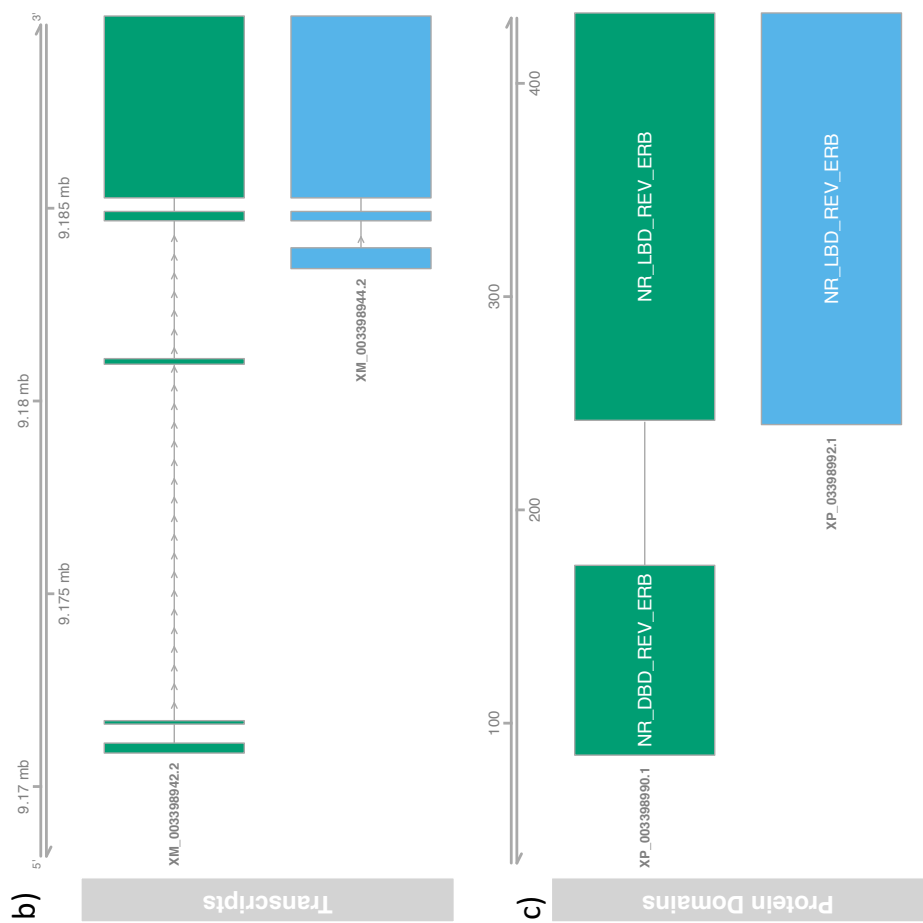 b)
Transcripts
5'
9.17 mb
9.175 mb
9.18 mb
9.185 mb
3'
XM_003398942.2
XM_003398944.2
c)
Protein Domains
100
200
300
400
XP_003398990.1
NR_DBD_REV_ERB
NR_LBD_REV_ERB
XP_03398992.1
NR_LBD_REV_ERB